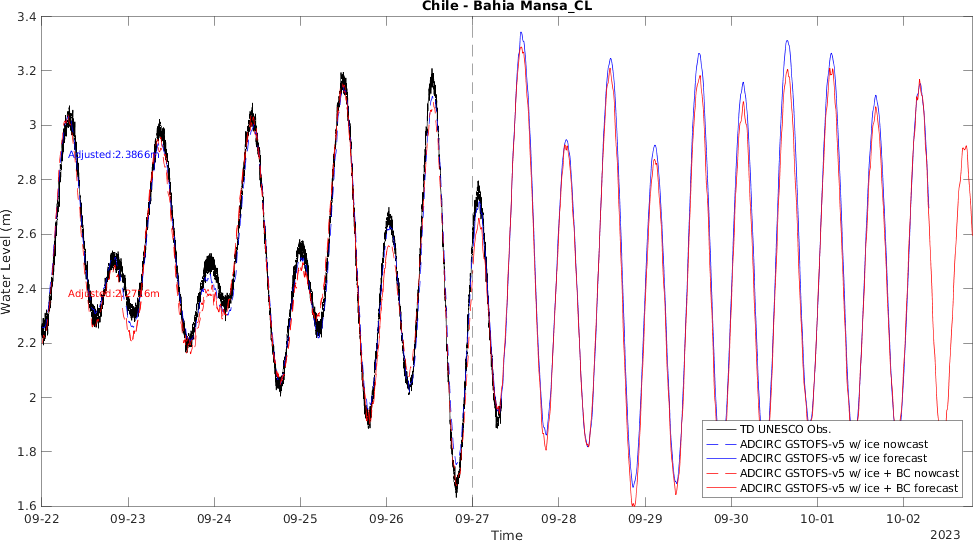 Chile - Bahia Mansa_CL
3.4
3.2
3
2.8
2.6
2.4
2.2
2
1.8
1.6
Water Level (m)
Adjusted:2.3866m
09-22
09-23
09-24
09-25
09-26
09-27
09-28
09-29
09-30
10-01
10-02
Time
2023
TD UNESCO Obs.
ADCIRC GSTOFS-v5 w/ ice nowcast
ADCIRC GSTOFS-v5 w/ ice forecast
ADCIRC GSTOFS-v5 w/ ice + BC nowcast
ADCIRC GSTOFS-v5 w/ ice + BC forecast